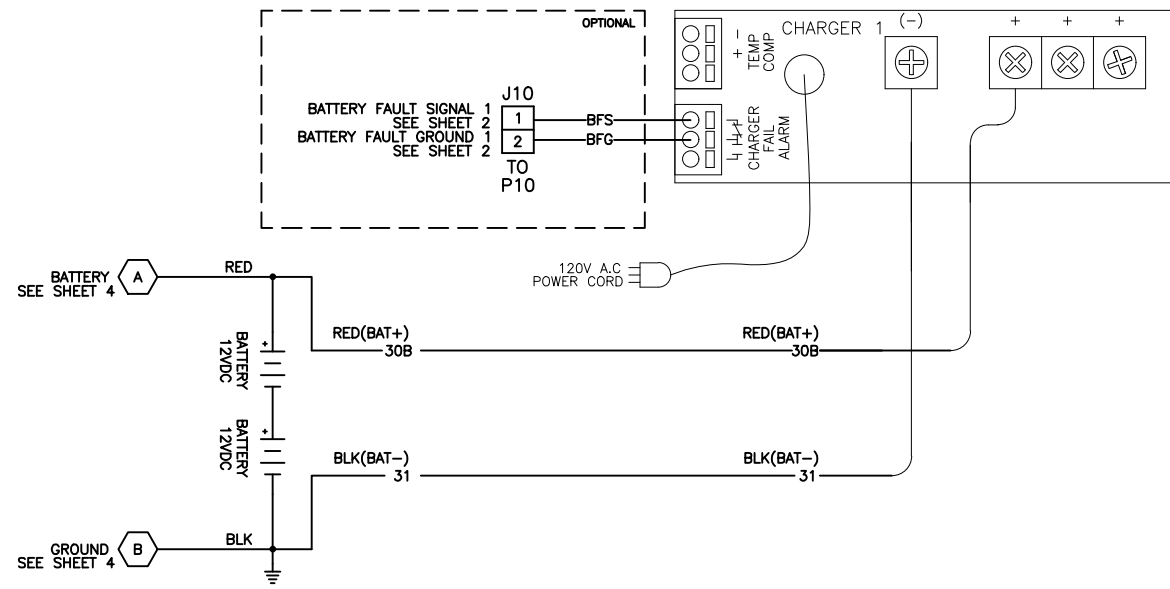 OPTIONAL
CHARGER 1
(-)
+ + +
- +
TEMP
COMP
J10
BATTERY FAULT SIGNAL 1
SEE SHEET 2
BATTERY FAULT GROUND 1
SEE SHEET 2
1
2
BFS
BFG
TO
P10
CHARGER
FAIL
ALARM
120V A.C
POWER CORD
BATTERY
SEE SHEET 4
A
RED
RED(BAT+)
30B
RED(BAT+)
30B
BATTERY
12VDC
+
BATTERY
12VDC
+
BLK(BAT-)
31
BLK(BAT-)
31
GROUND
SEE SHEET 4
B
BLK